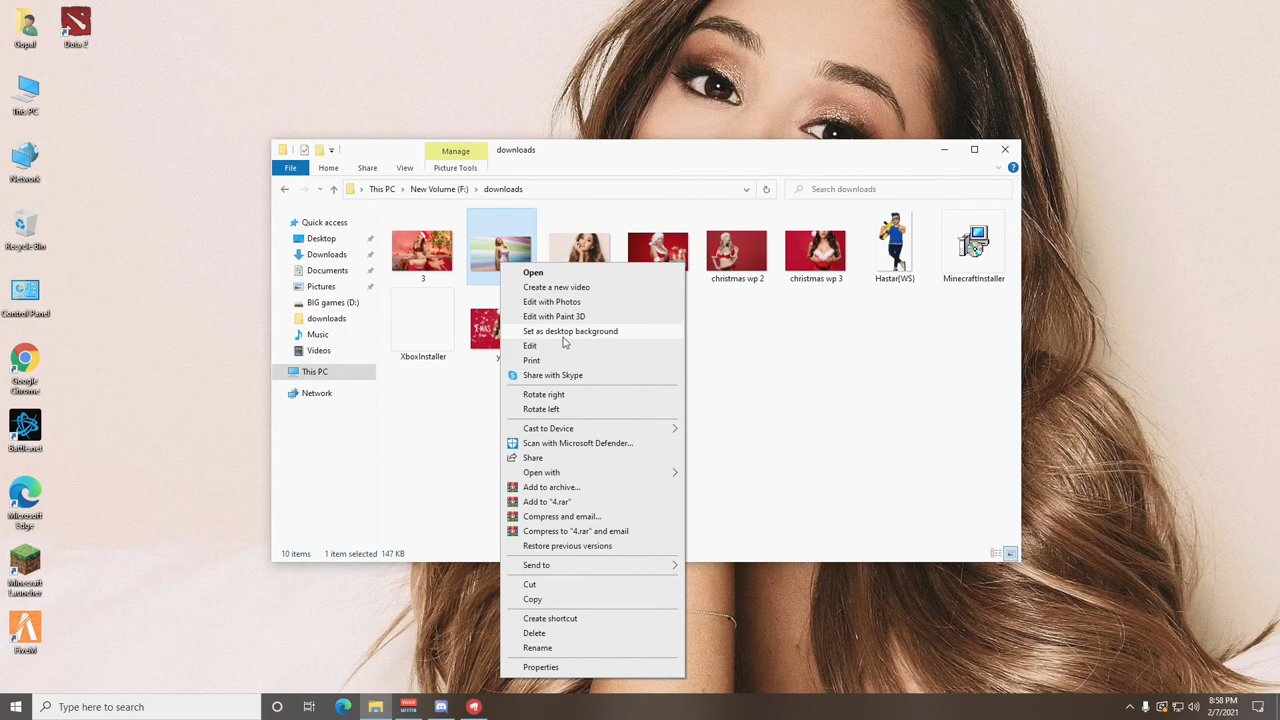 Gopal
Dota 2
This PC
Network
Recycle Bin
Control Panel
Google
Chrome
Battle.net
Microsoft
Edge
Minecraft
Launcher
FiveM
Manage
downloads
File
Home
Share
View
Picture Tools
This PC
New Volume (F:)
downloads
Search downloads
Quick access
Desktop
Downloads
Documents
Pictures
BIG games (D:)
downloads
Music
Videos
This PC
Network
3
christmas wp 2
christmas wp 3
Hastar(WS)
MinecraftInstaller
XboxInstaller
X-MAS
Open
Create a new video
Edit with Photos
Edit with Paint 3D
Set as desktop background
Edit
Print
Share with Skype
Rotate right
Rotate left
Cast to Device
Scan with Microsoft Defender...
Share
Open with
Add to archive...
Add to "4.rar"
Compress and email...
Compress to "4.rar" and email
Restore previous versions
Send to
Cut
Copy
Create shortcut
Delete
Rename
Properties
10 items
1 item selected
147 KB
Type here to search
8:58 PM
2/7/2021